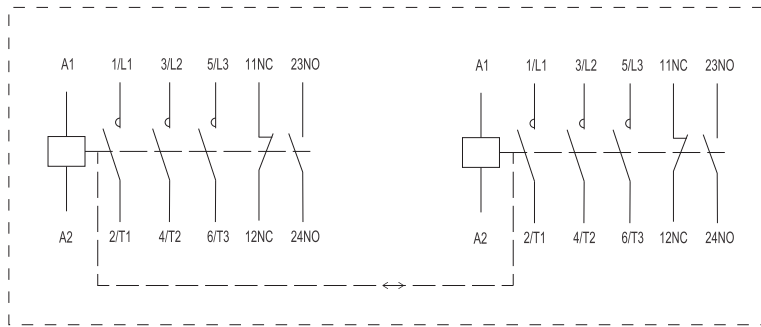 A1 1/L1 3/L2 5/L3 11NC 23NO
A1 1/L1 3/L2 5/L3 11NC 23NO
A2 2/T1 4/T2 6/T3 12NC 24NO
A2 2/T1 4/T2 6/T3 12NC 24NO